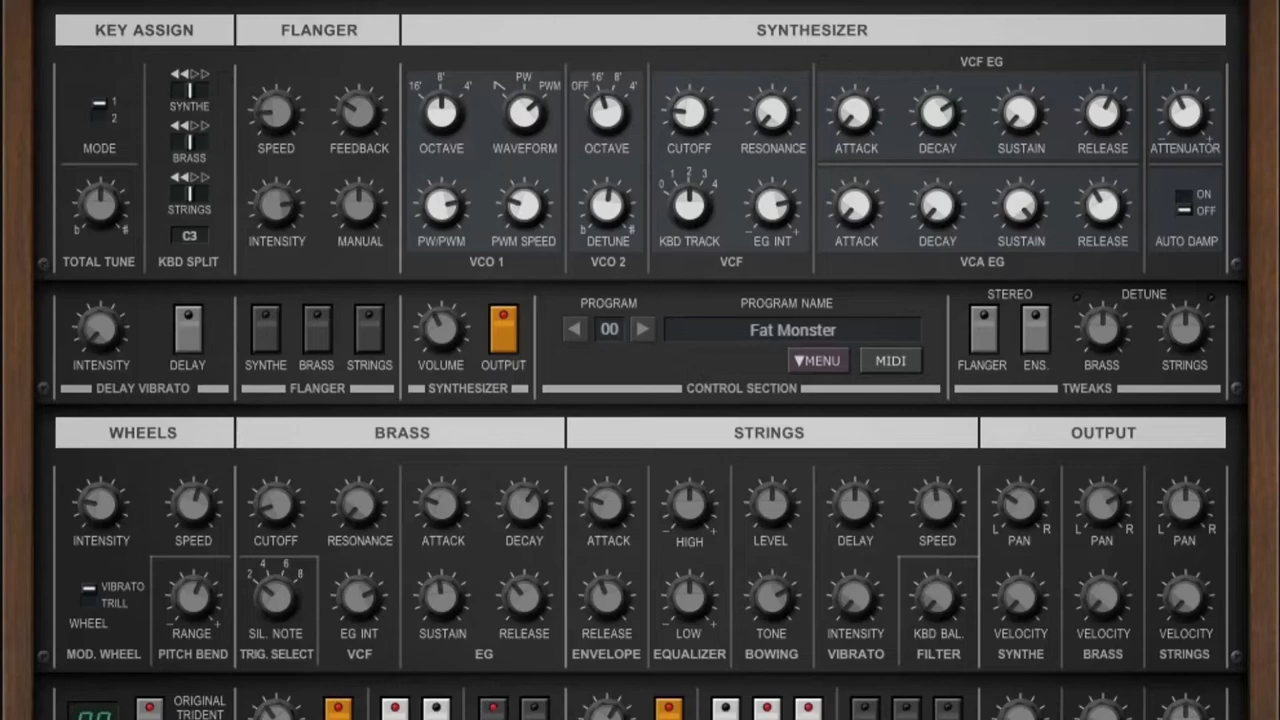 KEY ASSIGN FLANGER SYNTHESIZER
VCF EG
16' 8' 4' PW PWM OFF 16' 8' 4'
1
2
SYNTHE
BRASS
MODE SPEED FEEDBACK OCTAVE WAVEFORM OCTAVE CUTOFF RESONANCE ATTACK DECAY SUSTAIN RELEASE ATTENUATOR
- +
0 1 2 3 4
ON
OFF
STRINGS
C3
b # b # - +
INTENSITY MANUAL PW/PWM PWM SPEED DETUNE KBD TRACK EG INT ATTACK DECAY SUSTAIN RELEASE AUTO DAMP
TOTAL TUNE KBD SPLIT VCO 1 VCO 2 VCF VCA EG
PROGRAM PROGRAM NAME STEREO DETUNE
00 Fat Monster
INTENSITY DELAY SYNTHE BRASS STRINGS VOLUME OUTPUT ▼MENU MIDI FLANGER ENS. BRASS STRINGS
DELAY VIBRATO FLANGER SYNTHESIZER CONTROL SECTION TWEAKS
WHEELS BRASS STRINGS OUTPUT
- + L R L R L R
INTENSITY SPEED CUTOFF RESONANCE ATTACK DECAY ATTACK HIGH LEVEL DELAY SPEED PAN PAN PAN
2 4 6 8
VIBRATO
TRILL
WHEEL
- + - +
RANGE SIL. NOTE EG INT SUSTAIN RELEASE RELEASE LOW TONE INTENSITY KBD BAL. VELOCITY VELOCITY VELOCITY
MOD. WHEEL PITCH BEND TRIG. SELECT VCF EG ENVELOPE EQUALIZER BOWING VIBRATO FILTER SYNTHE BRASS STRINGS
ORIGINAL
TRIDENT